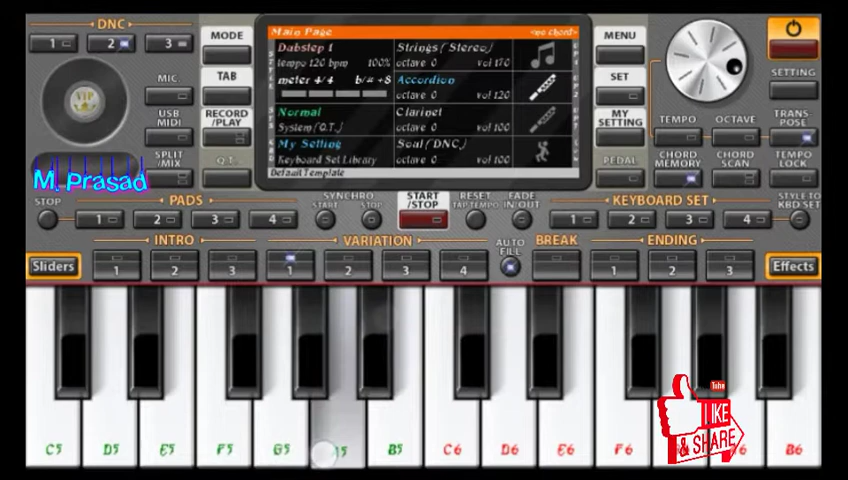 DNC
1 2 3
MODE
TAB
RECORD
/PLAY
Q.T.
MIC.
USB
MIDI
SPLIT
/MIX
VIP
M. Prasad
Main Page <no Chord>
Dabstep 1
tempo 120 bpm 100%
meter 4/4 b/# +8
Normal
System (Q.T.)
My Setting
Keyboard Set Library
Default Template
Strings (Stereo)
octave 0 vol 170
Accordion
octave 0 vol 120
Clarinet
octave 0 vol 100
Soal (DNC)
octave 0 vol 100
MENU
SET
MY
SETTING
PEDAL
TEMPO
OCTAVE
CHORD
MEMORY
CHORD
SCAN
SETTING
TRANS-
POSE
TEMPO
LOCK
STOP
PADS
1 2 3 4
SYNCHRO
START STOP
START
/STOP
RESET
TAP TEMPO
FADE
IN/OUT
KEYBOARD SET
1 2 3 4
STYLE TO
KBD SET
Sliders
INTRO
1 2 3
VARIATION
1 2 3 4
AUTO
FILL
BREAK
ENDING
1 2 3
Effects
C5 D5 E5 F5 G5 B5 C6 D6 E6 F6 B6
Tube
LIKE
& SHARE